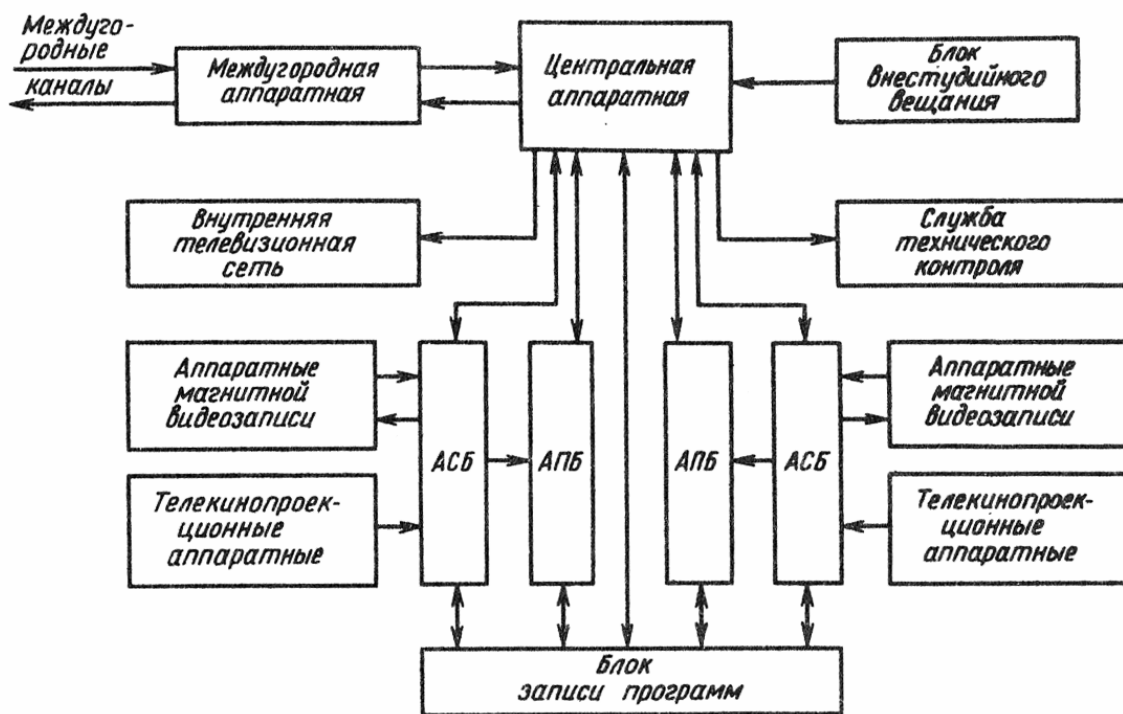 Междуго-
родные
каналы
Междугородная
аппаратная
Центральная
аппаратная
Блок
внестудийного
вещания
Внутренняя
телевизионная
сеть
Служба
технического
контроля
Аппаратные
магнитной
видеозаписи
АСБ
АПБ
АПБ
АСБ
Аппаратные
магнитной
видеозаписи
Телекинопроек-
ционные
аппаратные
Телекинопроек-
ционные
аппаратные
Блок
записи программ